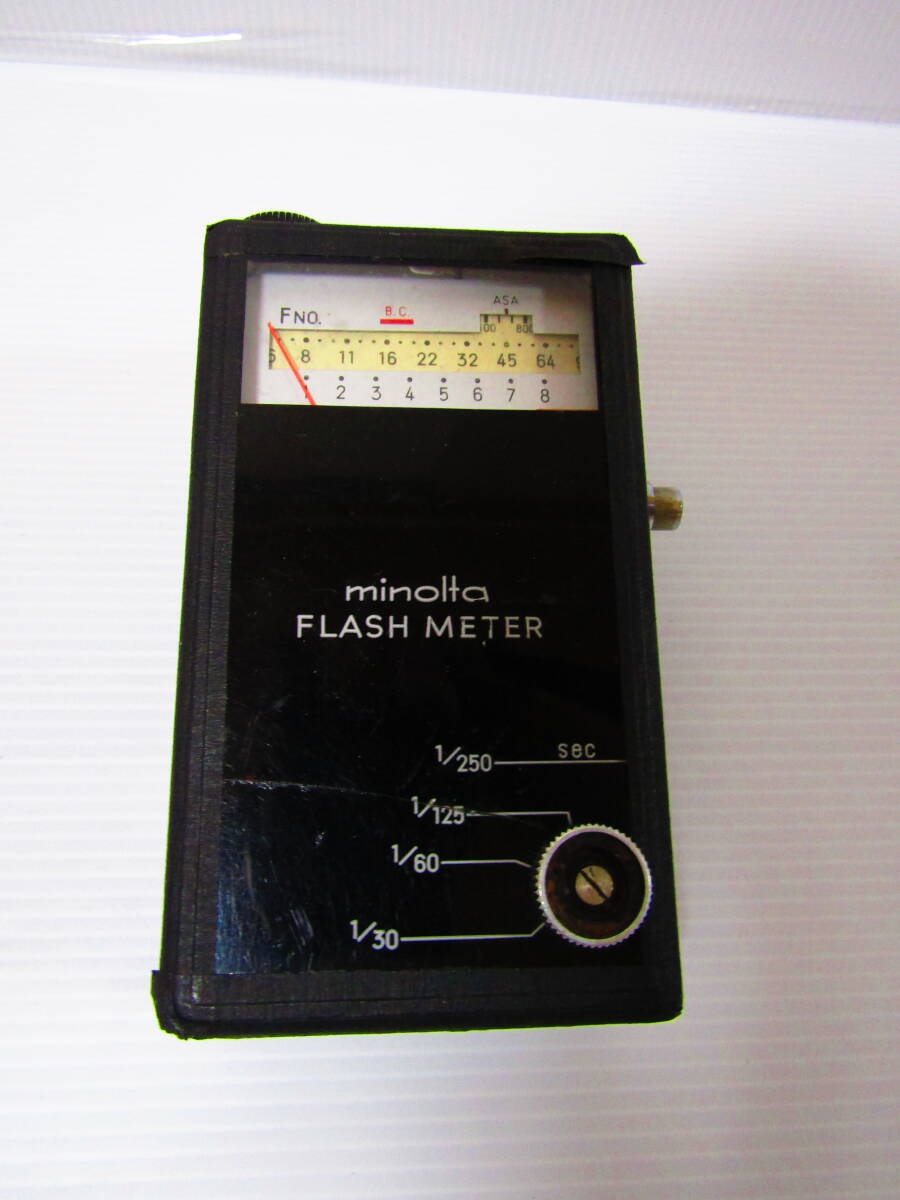 ASA
FNO.
B.C.
00 800
8 11 16 22 32 45 64
1 2 3 4 5 6 7 8
minolta
FLASH METER
1/250 sec
1/125
1/60
1/30